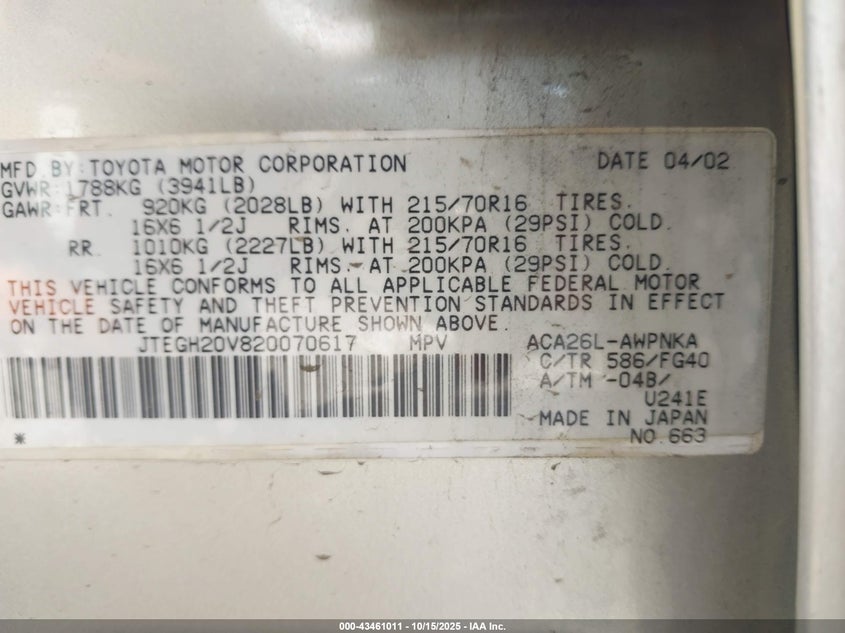 MFD BY: TOYOTA MOTOR CORPORATION DATE 04/02
GVWR: 1788KG (3941LB)
GAWR: FRT. 920KG (2028LB) WITH 215/70R16 TIRES.
16X6 1/2J RIMS. AT 200KPA (29PSI) COLD.
RR. 1010KG (2227LB) WITH 215/70R16 TIRES.
16X6 1/2J RIMS. AT 200KPA (29PSI) COLD.
THIS VEHICLE CONFORMS TO ALL APPLICABLE FEDERAL MOTOR
VEHICLE SAFETY AND THEFT PREVENTION STANDARDS IN EFFECT
ON THE DATE OF MANUFACTURE SHOWN ABOVE.
JTEGH20V820070617 MPV ACA26L-AWPNKA
C/TR 586/FG40
A/TM -04B/
U241E
MADE IN JAPAN
* NO.663
000-43461011 - 10/15/2025 - IAA Inc.